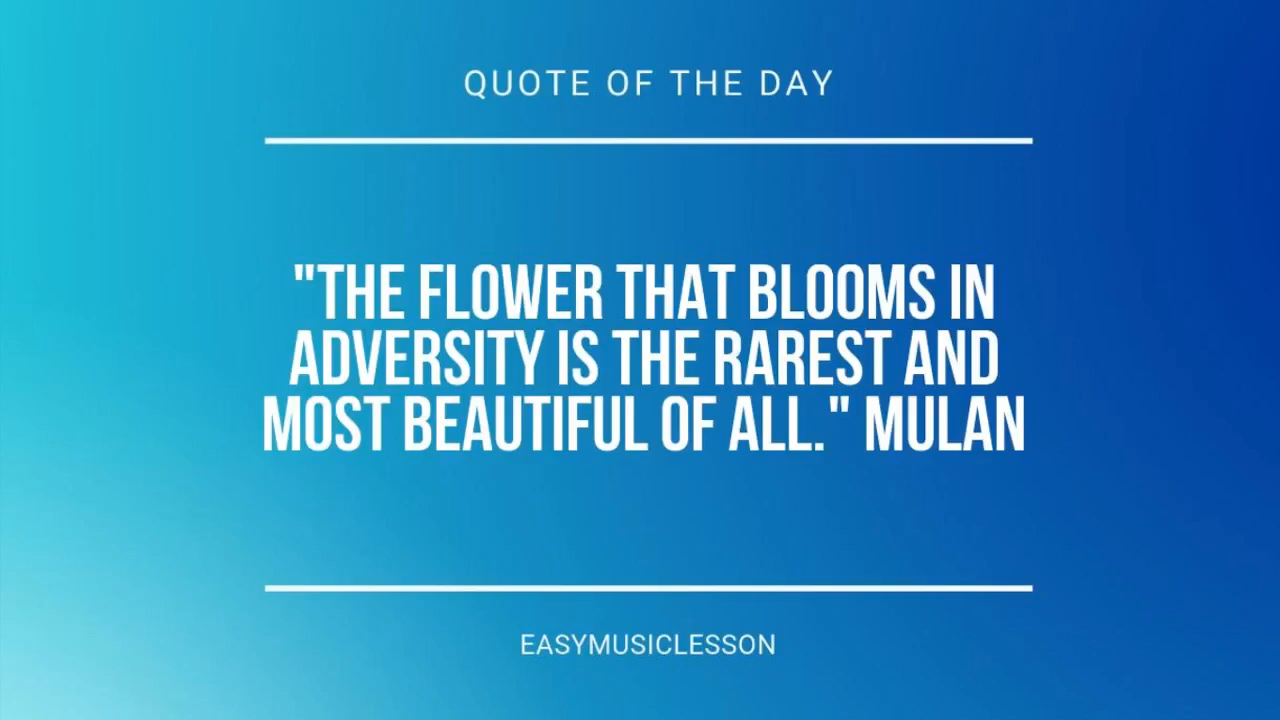 QUOTE OF THE DAY
"THE FLOWER THAT BLOOMS IN
ADVERSITY IS THE RAREST AND
MOST BEAUTIFUL OF ALL." MULAN
EASYMUSICLESSON